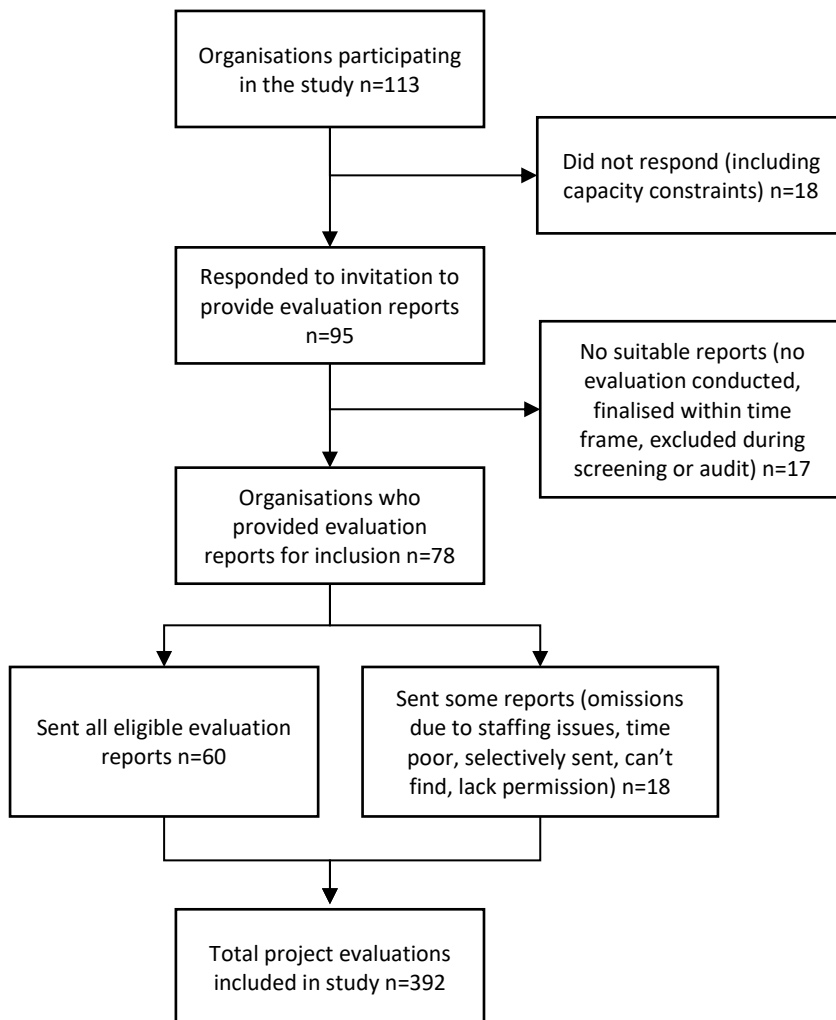 Organisations participating
in the study n=113
Did not respond (including
capacity constraints) n=18
Responded to invitation to
provide evaluation reports
n=95
No suitable reports (no
evaluation conducted,
finalised within time
frame, excluded during
screening or audit) n=17
Organisations who
provided evaluation
reports for inclusion n=78
Sent all eligible evaluation
reports n=60
Sent some reports (omissions
due to staffing issues, time
poor, selectively sent, can’t
find, lack permission) n=18
Total project evaluations
included in study n=392